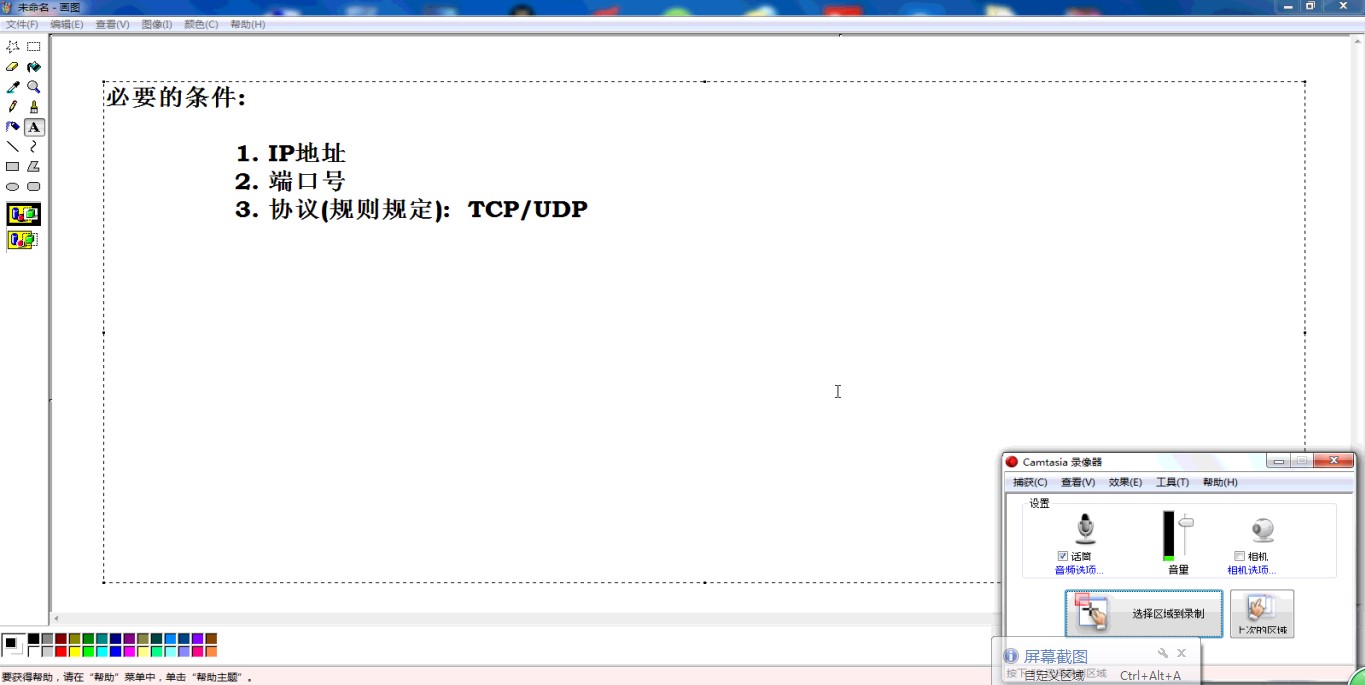 未命名 - 画图
文件(F) 编辑(E) 查看(V) 图像(I) 颜色(C) 帮助(H)
必要的条件:
1. IP地址
2. 端口号
3. 协议(规则规定): TCP/UDP
Camtasia 录像器
捕获(C) 查看(V) 效果(E) 工具(T) 帮助(H)
设置
话筒
音频选项...
音量
相机
相机选项...
选择区域到录制
上次的区域
屏幕截图
自定义区域 Ctrl+Alt+A
要获得帮助，请在“帮助”菜单中，单击“帮助主题”。